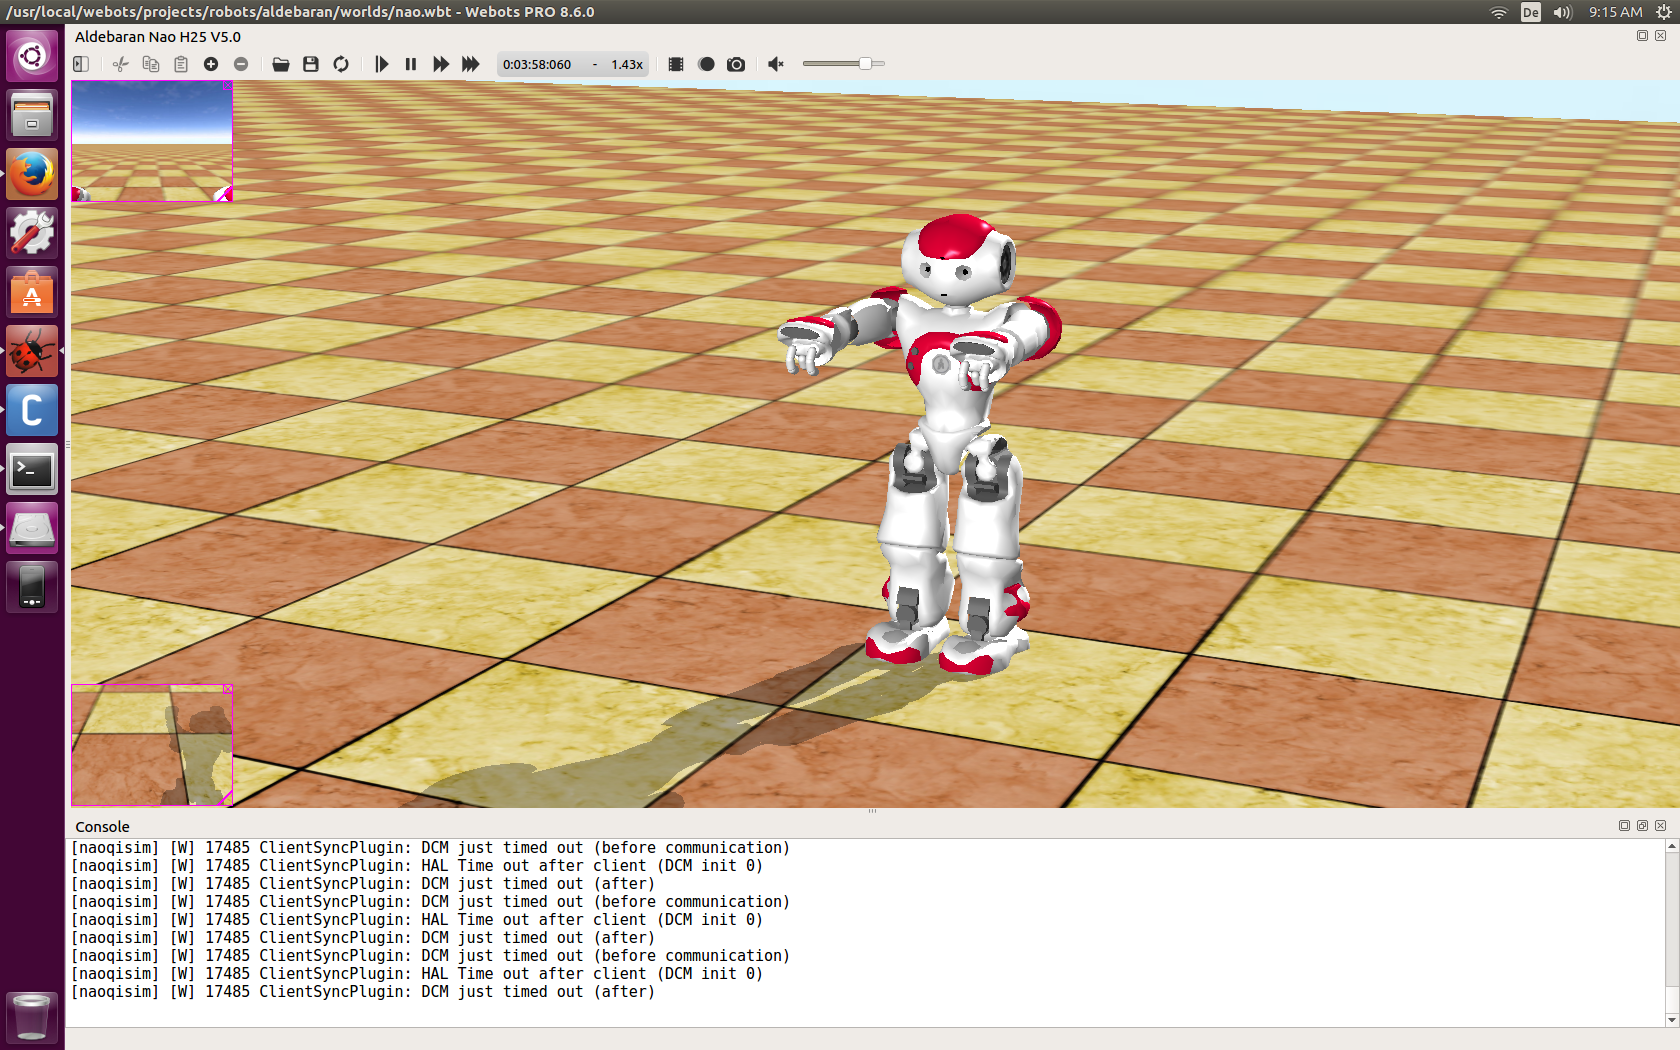 /usr/local/webots/projects/robots/aldebaran/worlds/nao.wbt - Webots PRO 8.6.0
De
9:15 AM
Aldebaran Nao H25 V5.0
0:03:58:060 - 1.43x
Console
[naoqisim] [W] 17485 ClientSyncPlugin: DCM just timed out (before communication)
[naoqisim] [W] 17485 ClientSyncPlugin: HAL Time out after client (DCM init 0)
[naoqisim] [W] 17485 ClientSyncPlugin: DCM just timed out (after)
[naoqisim] [W] 17485 ClientSyncPlugin: DCM just timed out (before communication)
[naoqisim] [W] 17485 ClientSyncPlugin: HAL Time out after client (DCM init 0)
[naoqisim] [W] 17485 ClientSyncPlugin: DCM just timed out (after)
[naoqisim] [W] 17485 ClientSyncPlugin: DCM just timed out (before communication)
[naoqisim] [W] 17485 ClientSyncPlugin: HAL Time out after client (DCM init 0)
[naoqisim] [W] 17485 ClientSyncPlugin: DCM just timed out (after)